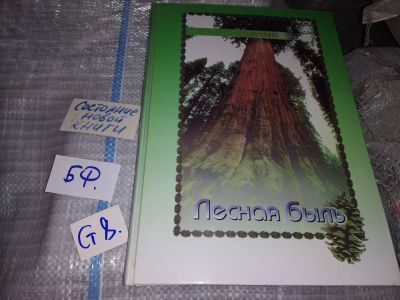 Состояние
новой
книги
БФ.
G8.
Лесная быль